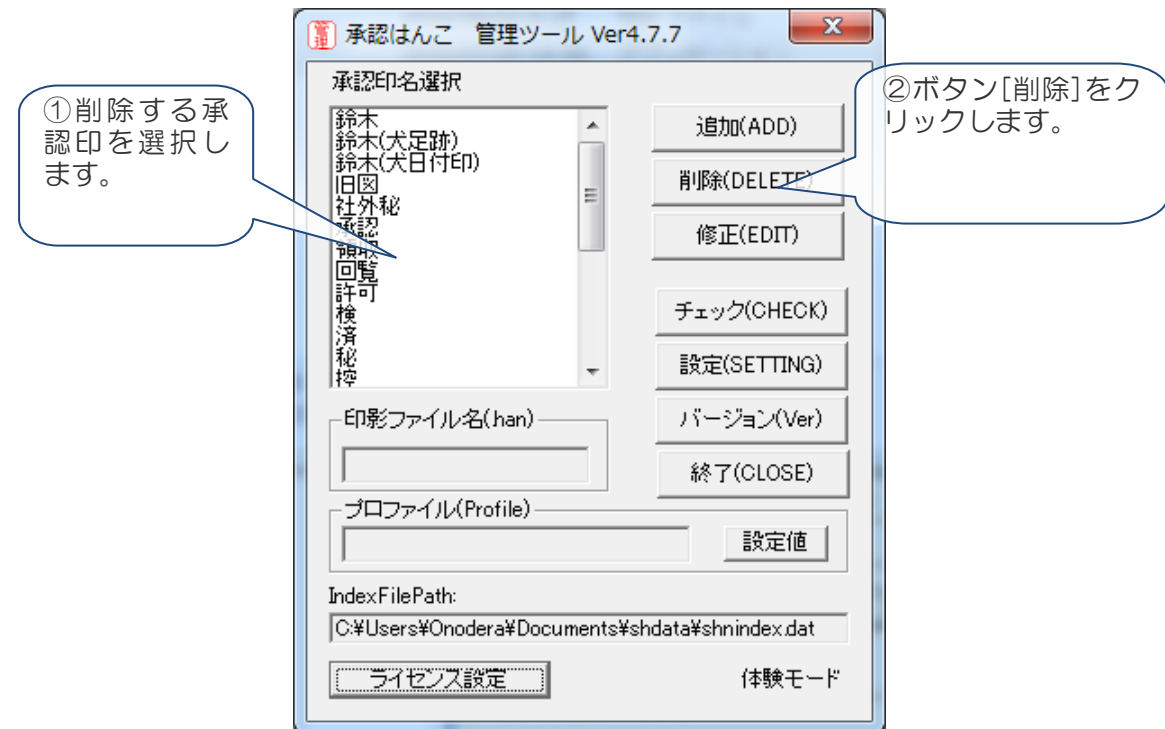 承認はんこ 管理ツール Ver4.7.7
承認印名選択
①削除する承
認印を選択し
ます。
②ボタン[削除]をク
リックします。
鈴木
鈴木(犬足跡)
鈴木(犬日付印)
旧図
社外秘
承認
領収
回覧
許可
検
済
秘
控
追加(ADD)
削除(DELETE)
修正(EDIT)
チェック(CHECK)
設定(SETTING)
バージョン(Ver)
終了(CLOSE)
印影ファイル名(.han)
プロファイル(Profile)
設定値
IndexFilePath:
C:¥Users¥Onodera¥Documents¥shdata¥shnindex.dat
ライセンス設定
体験モード